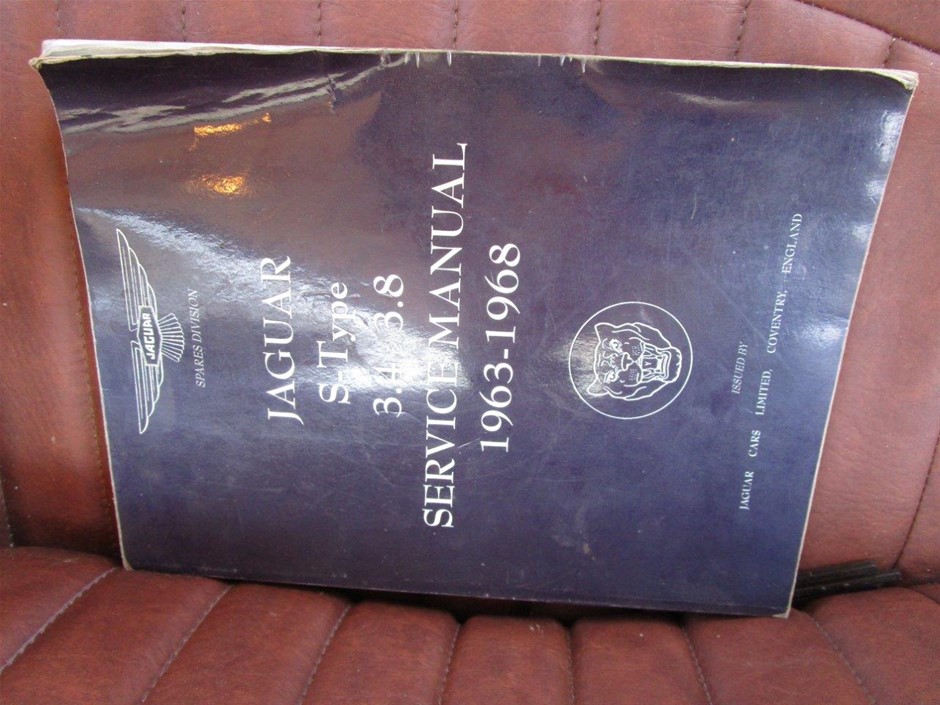 JAGUAR
SPARES DIVISION
JAGUAR
S-Type
3.4 & 3.8
SERVICE MANUAL
1963-1968
ISSUED BY
JAGUAR CARS LIMITED, COVENTRY, ENGLAND